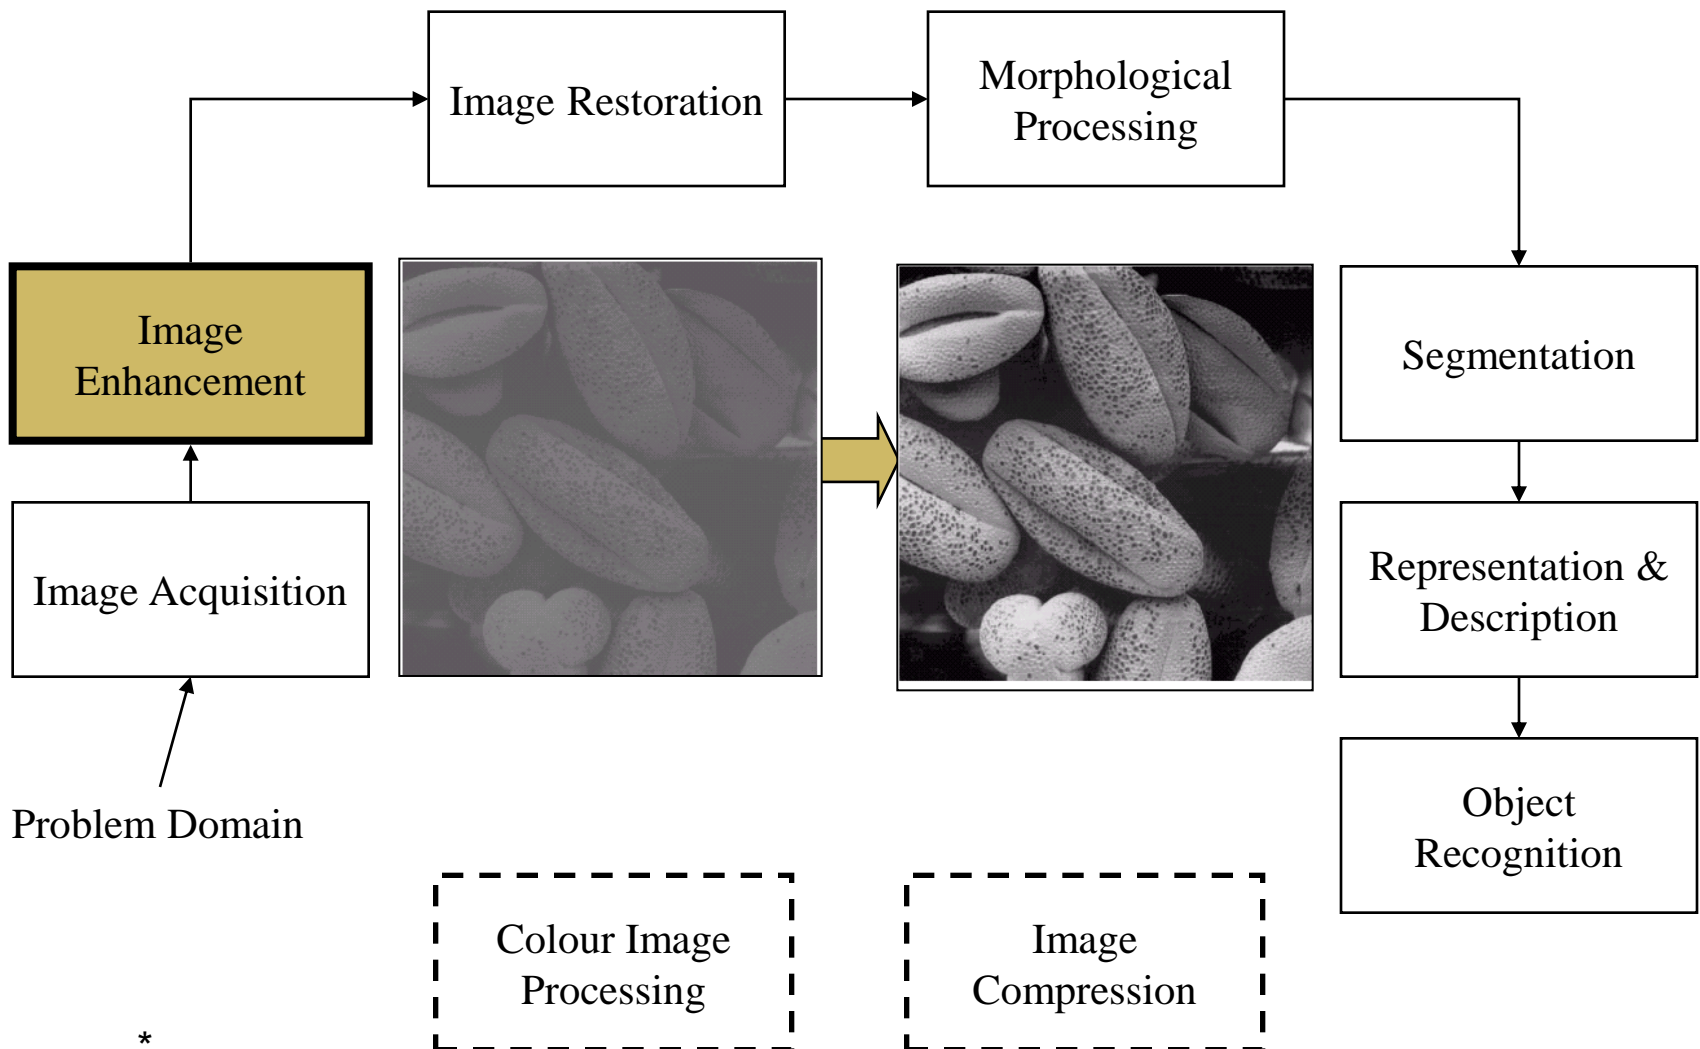 Image Restoration
Morphological
Processing
Image
Enhancement
Segmentation
Image Acquisition
Representation &
Description
Problem Domain
Object
Recognition
Colour Image
Processing
Image
Compression
*